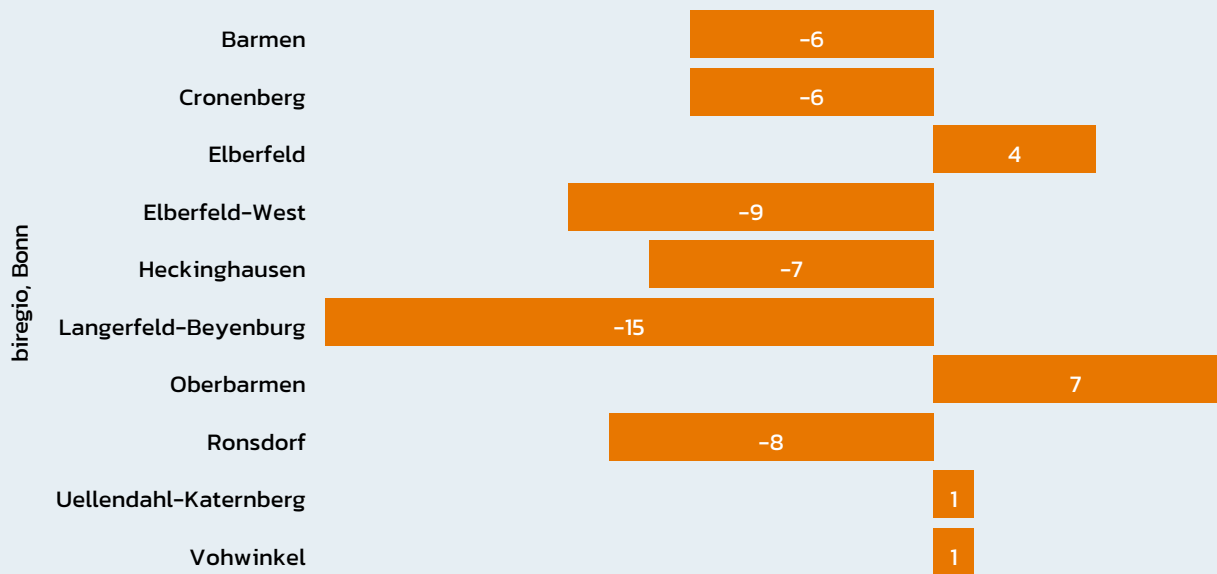 Barmen -6
Cronenberg -6
Elberfeld 4
Elberfeld-West -9
Heckinghausen -7
Langerfeld-Beyenburg -15
Oberbarmen 7
Ronsdorf -8
Uellendahl-Katernberg 1
Vohwinkel 1
biregio, Bonn